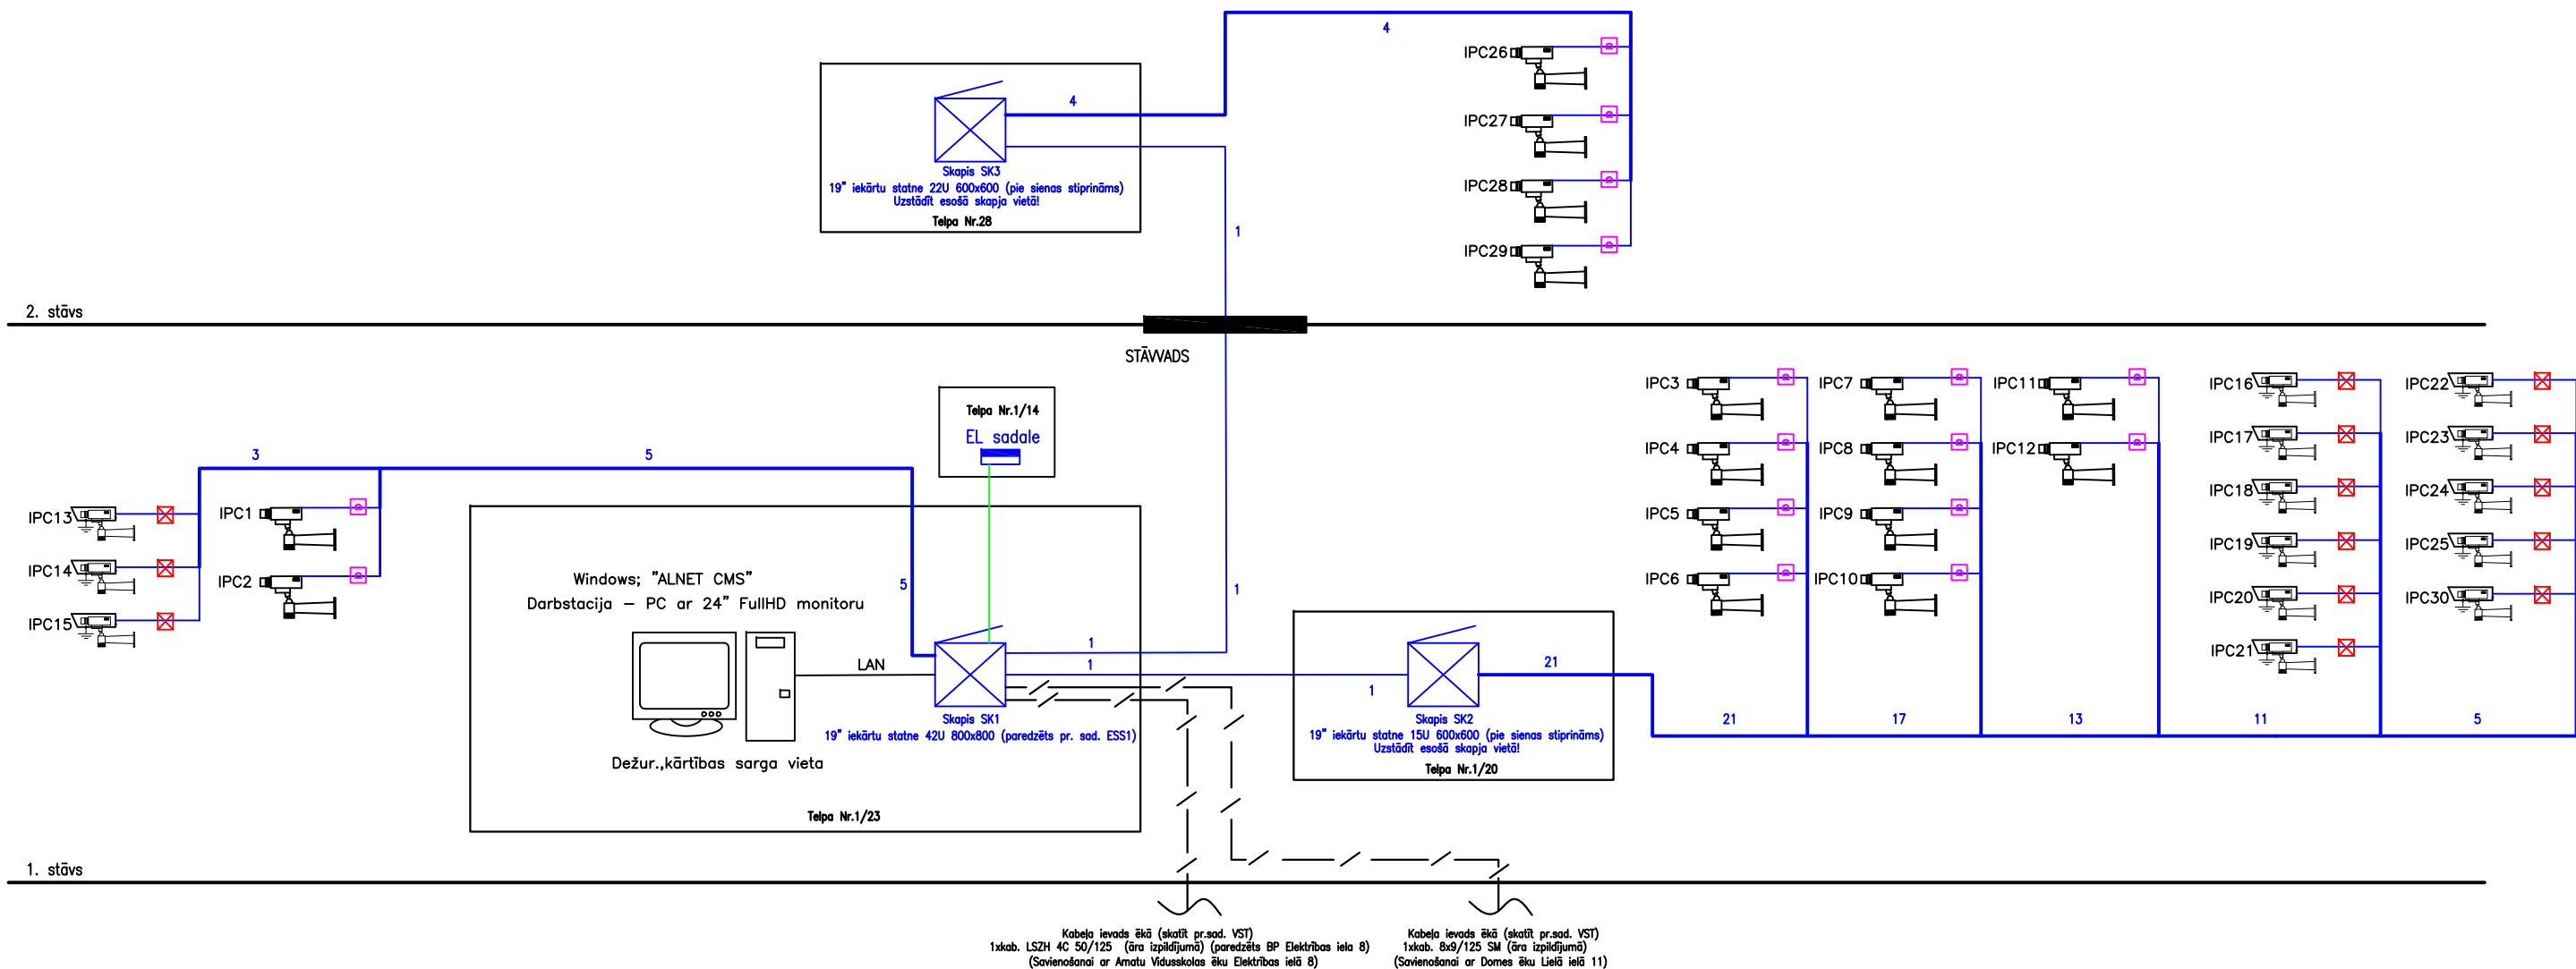 4
IPC26
IPC27
IPC28
IPC29
4
Skapis SK3
19" iekārtu statne 22U 600x600 (pie sienas stiprināms)
Uzstādīt esošā skapja vietā!
Telpa Nr.28
1
2. stāvs
STĀVVADS
Telpa Nr.1/14
EL sadale
3
5
IPC13
IPC14
IPC15
IPC1
IPC2
Windows; "ALNET CMS"
Darbstacija – PC ar 24" FullHD monitoru
5
LAN
1
1
1
1
Skapis SK1
19" iekārtu statne 42U 800x800 (paredzēts pr. sad. ESS1)
Dežur.,kārtības sarga vieta
Telpa Nr.1/23
Skapis SK2
19" iekārtu statne 15U 600x600 (pie sienas stiprināms)
Uzstādīt esošā skapja vietā!
Telpa Nr.1/20
21
IPC3
IPC4
IPC5
IPC6
IPC7
IPC8
IPC9
IPC10
IPC11
IPC12
IPC16
IPC17
IPC18
IPC19
IPC20
IPC21
IPC22
IPC23
IPC24
IPC25
IPC30
21
17
13
11
5
1. stāvs
Kabeļa ievads ēkā (skatīt pr.sad. VST)
1xkab. LSZH 4C 50/125 (āra izpildījumā) (paredzēts BP Elektrības iela 8)
(Savienošanai ar Amatu Vidusskolas ēku Elektrības ielā 8)
Kabeļa ievads ēkā (skatīt pr.sad. VST)
1xkab. 8x9/125 SM (āra izpildījumā)
(Savienošanai ar Domes ēku Lielā ielā 11)